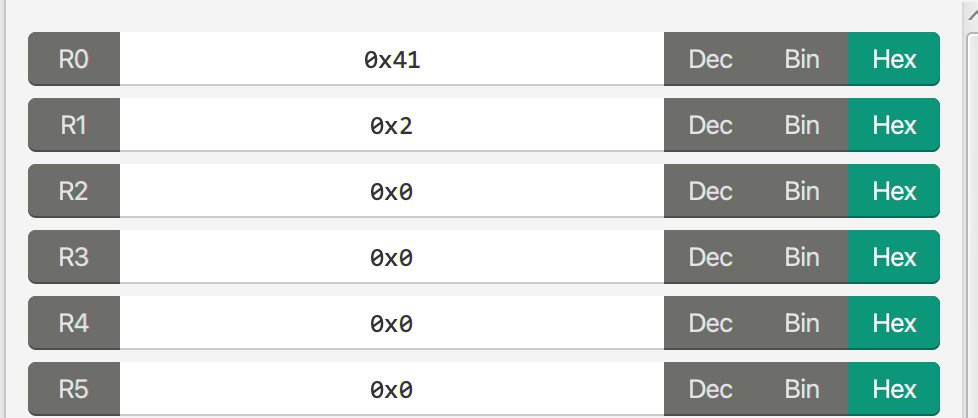 R0 0x41 Dec Bin Hex
R1 0x2 Dec Bin Hex
R2 0x0 Dec Bin Hex
R3 0x0 Dec Bin Hex
R4 0x0 Dec Bin Hex
R5 0x0 Dec Bin Hex